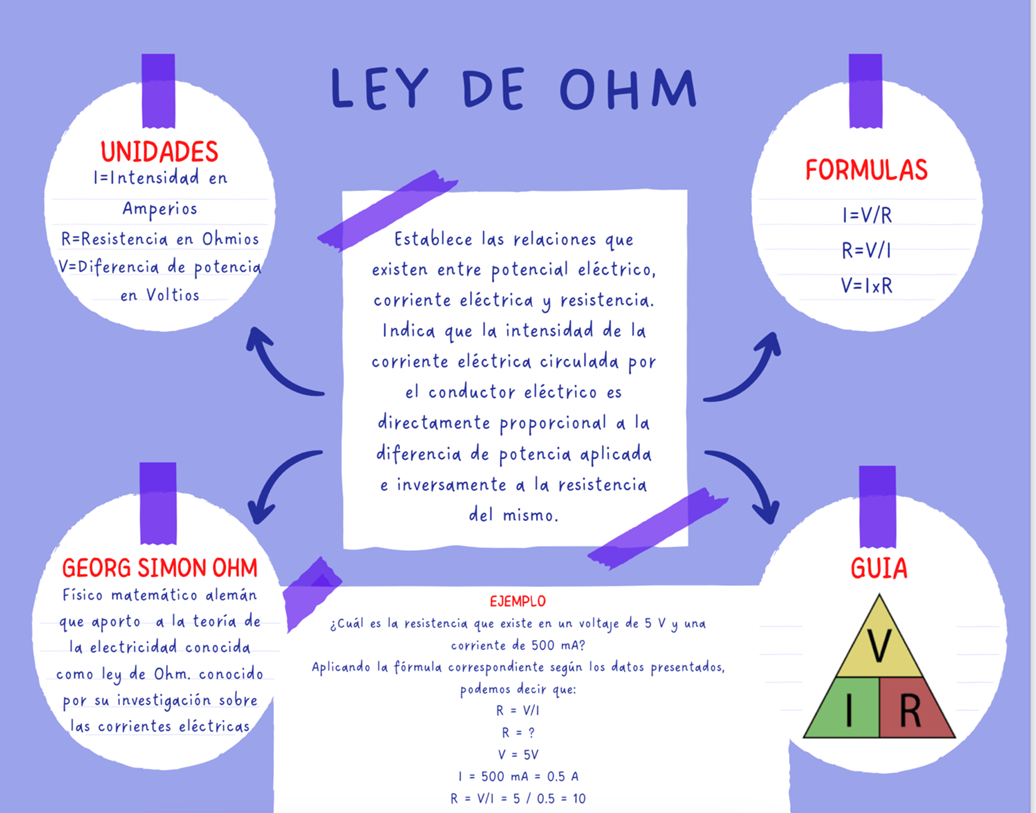 LEY DE OHM
UNIDADES
I=Intensidad en
Amperios
R=Resistencia en Ohmios
V=Diferencia de potencia
en Voltios
FORMULAS
I=V/R
R=V/I
V=IxR
Establece las relaciones que
existen entre potencial eléctrico,
corriente eléctrica y resistencia.
Indica que la intensidad de la
corriente eléctrica circulada por
el conductor eléctrico es
directamente proporcional a la
diferencia de potencia aplicada
e inversamente a la resistencia
del mismo.
GEORG SIMON OHM
Físico matemático alemán
que aporto a la teoría de
la electricidad conocida
como ley de Ohm. conocido
por su investigación sobre
las corrientes eléctricas
EJEMPLO
¿Cuál es la resistencia que existe en un voltaje de 5 V y una
corriente de 500 mA?
Aplicando la fórmula correspondiente según los datos presentados,
podemos decir que:
R = V/I
R = ?
V = 5V
I = 500 mA = 0.5 A
R = V/I = 5 / 0.5 = 10
GUIA
V
I R